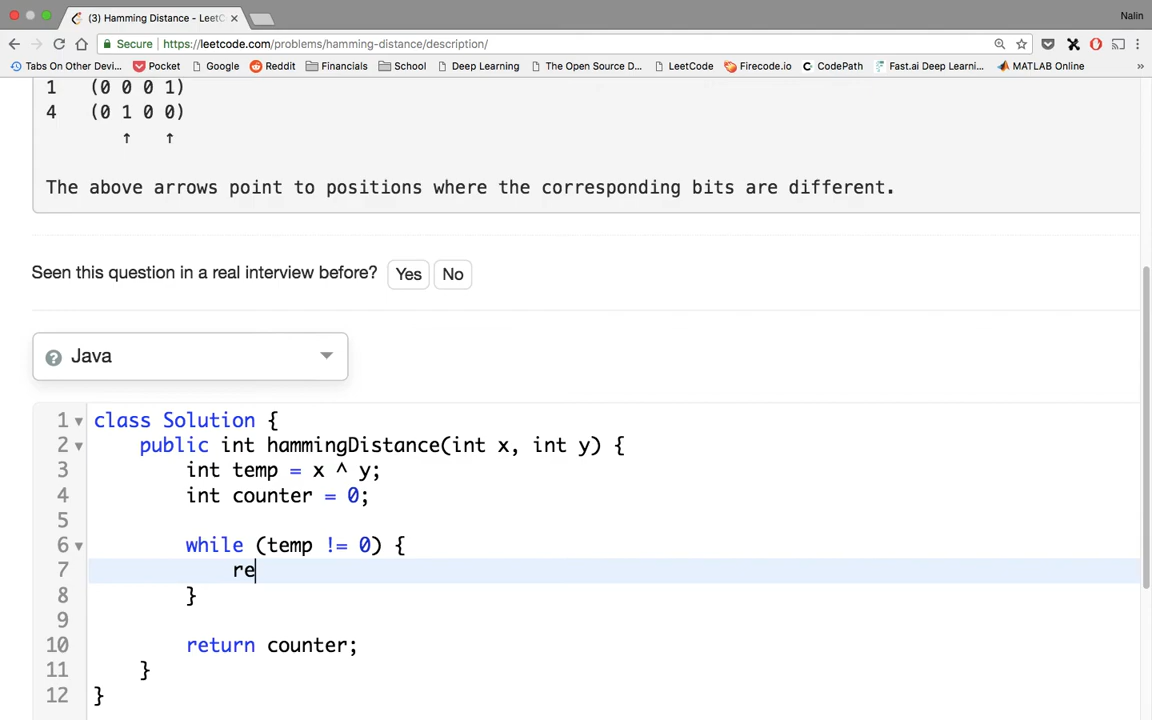 (3) Hamming Distance - LeetC
Nalin
Secure https://leetcode.com/problems/hamming-distance/description/
Tabs On Other Devi... Pocket Google Reddit Financials School Deep Learning The Open Source D... LeetCode Firecode.io CodePath Fast.ai Deep Learni... MATLAB Online »
1 (0 0 0 1)
4 (0 1 0 0)
↑ ↑
The above arrows point to positions where the corresponding bits are different.
Seen this question in a real interview before? Yes No
? Java
1 class Solution {
2 public int hammingDistance(int x, int y) {
3 int temp = x ^ y;
4 int counter = 0;
5
6 while (temp != 0) {
7 re
8 }
9
10 return counter;
11 }
12 }